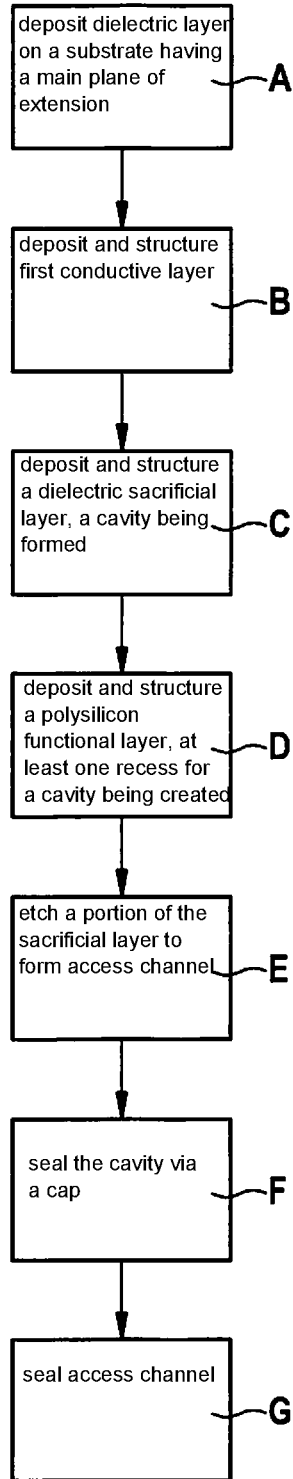 deposit dielectric layer
on a substrate having
a main plane of
extension
A
deposit and structure
first conductive layer
B
deposit and structure
a dielectric sacrificial
layer, a cavity being
formed
C
deposit and structure
a polysilicon
functional layer, at
least one recess for
a cavity being created
D
etch a portion of the
sacrificial layer to
form access channel
E
seal the cavity via
a cap
F
seal access channel
G